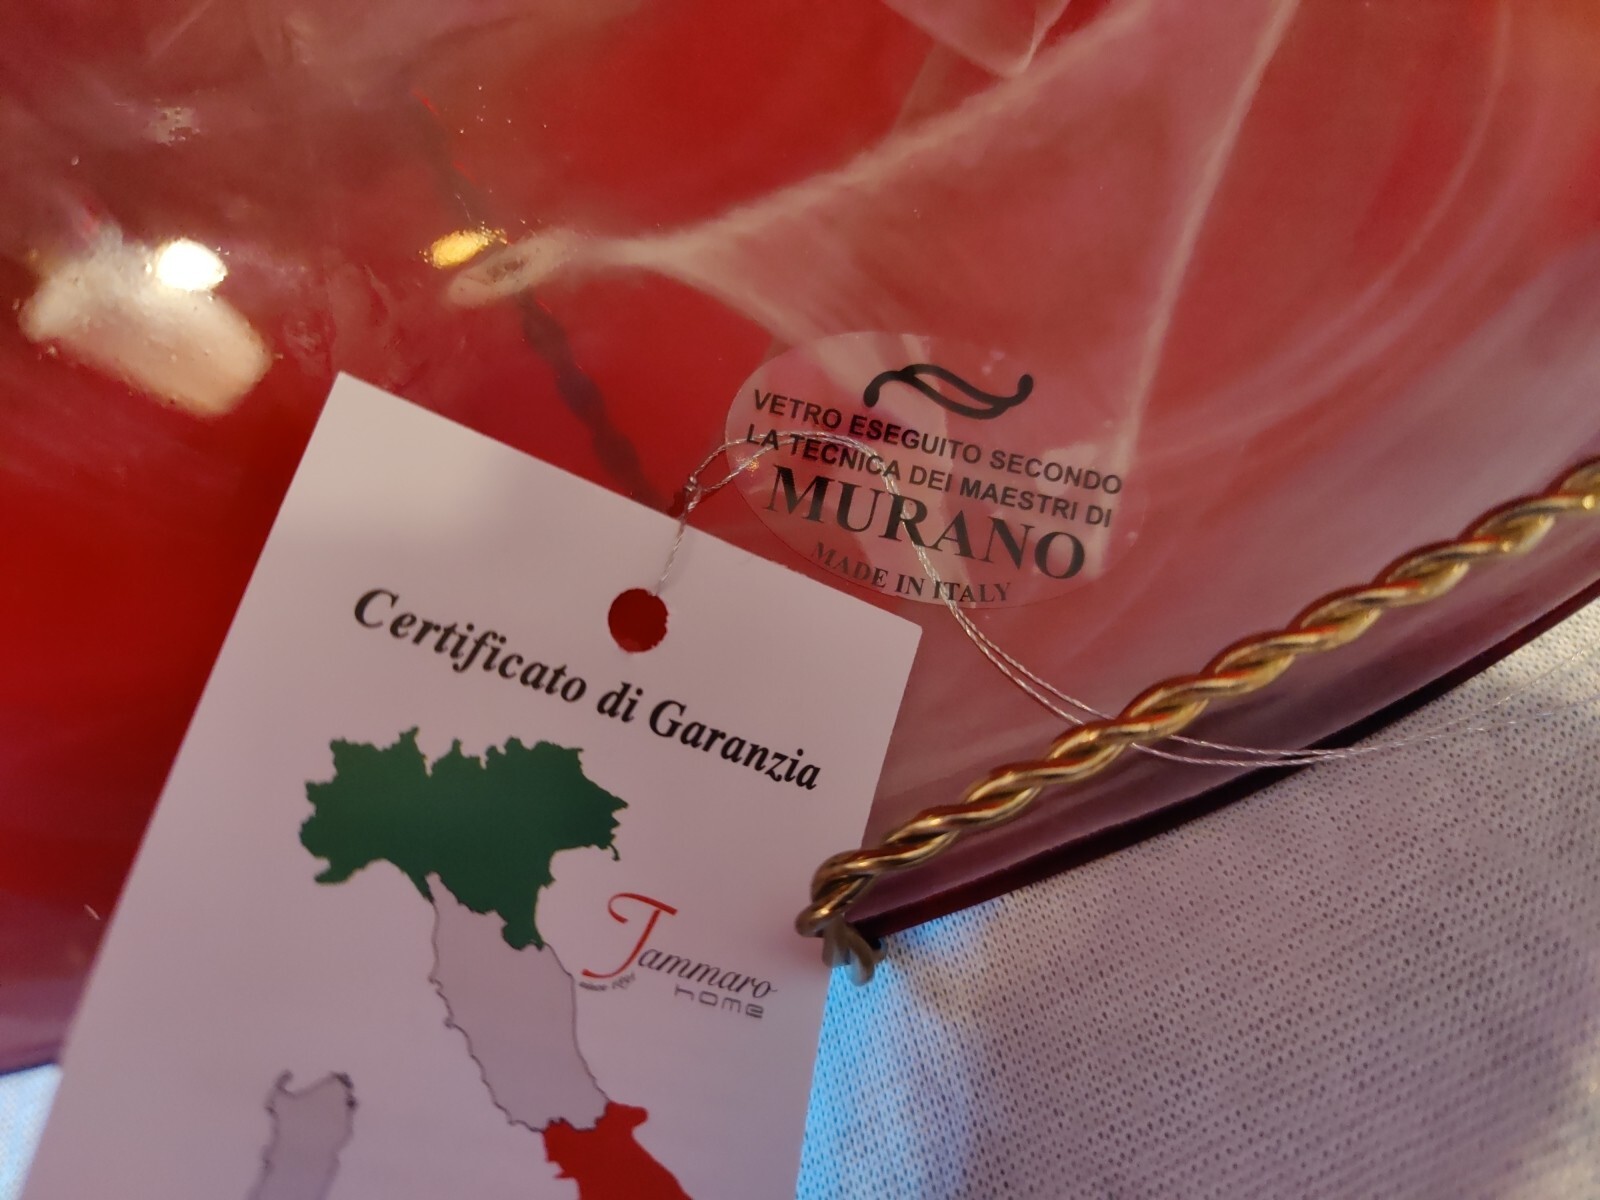 VETRO ESEGUITO SECONDO
LA TECNICA DEI MAESTRI DI
MURANO
MADE IN ITALY
Certificato di Garanzia
Tammaro
home